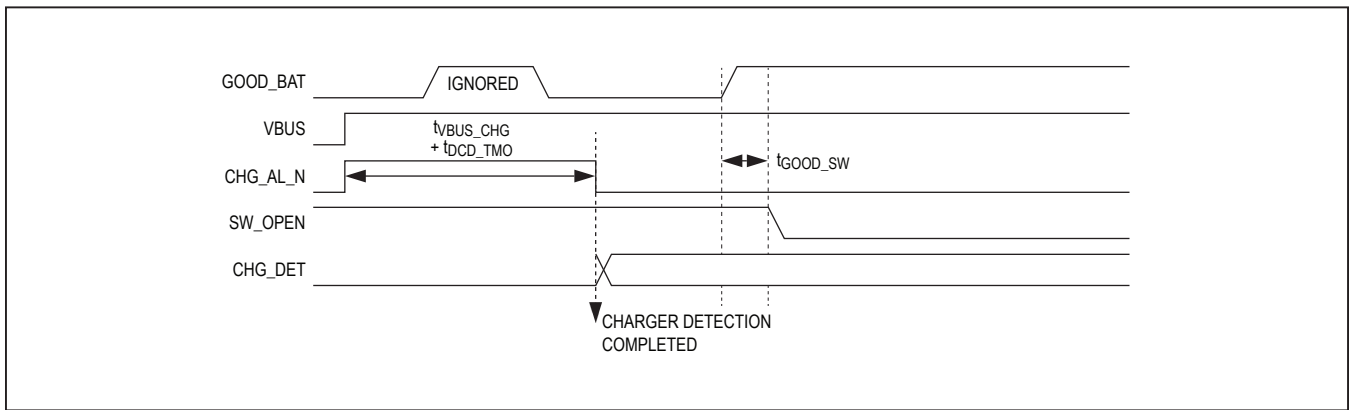 GOOD_BAT
IGNORED
VBUS
tVBUS_CHG
+ tDCD_TMO
CHG_AL_N
tGOOD_SW
SW_OPEN
CHG_DET
CHARGER DETECTION
COMPLETED